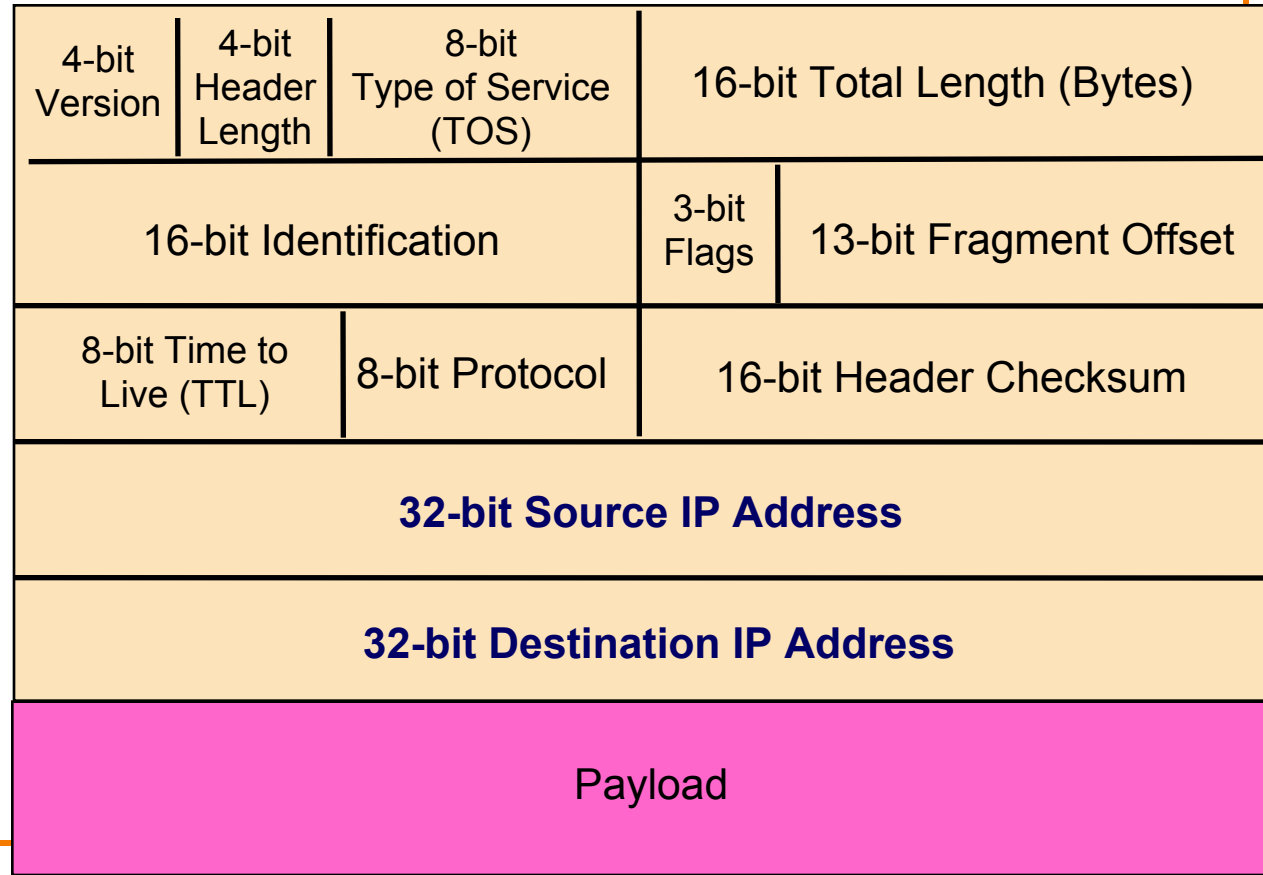 4-bit
Version
4-bit
Header
Length
8-bit
Type of Service
(TOS)
16-bit Total Length (Bytes)
16-bit Identification
3-bit
Flags
13-bit Fragment Offset
8-bit Time to
Live (TTL)
8-bit Protocol
16-bit Header Checksum
32-bit Source IP Address
32-bit Destination IP Address
Payload